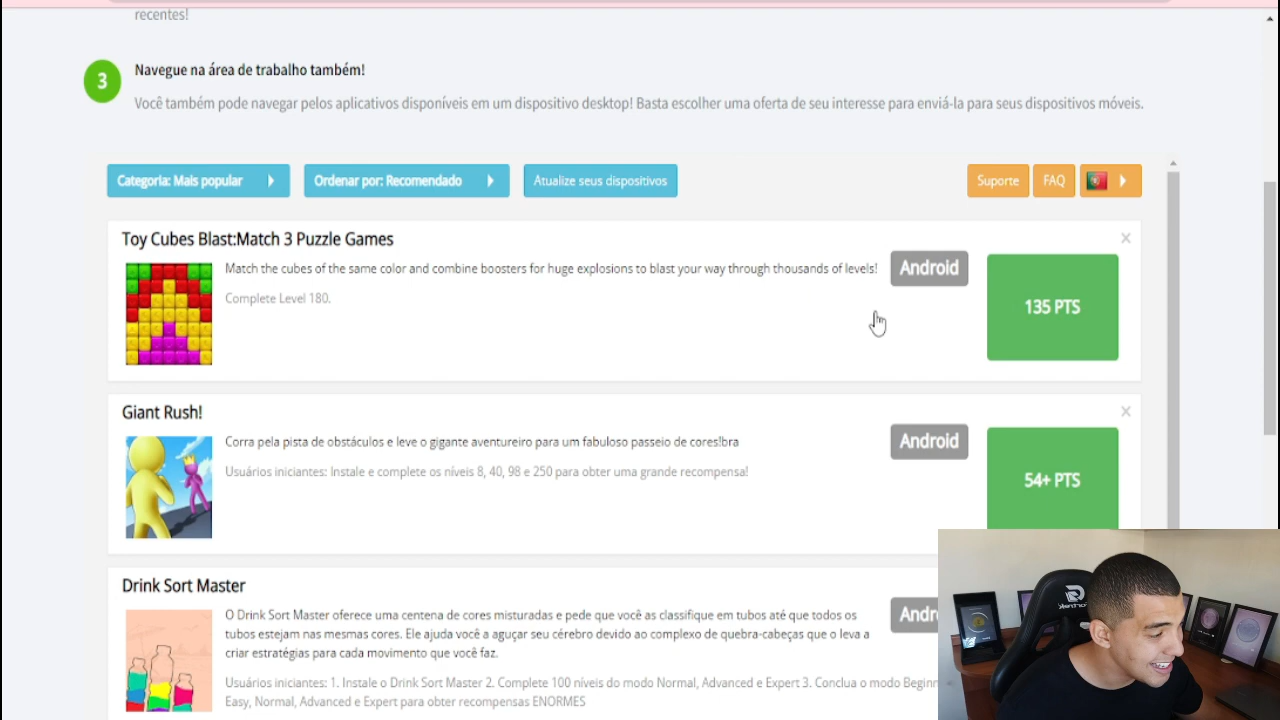 recentes!
3
Navegue na área de trabalho também!
Você também pode navegar pelos aplicativos disponíveis em um dispositivo desktop! Basta escolher uma oferta de seu interesse para enviá-la para seus dispositivos móveis.
Categoria: Mais popular
Ordenar por: Recomendado
Atualize seus dispositivos
Suporte
FAQ
Toy Cubes Blast:Match 3 Puzzle Games
Match the cubes of the same color and combine boosters for huge explosions to blast your way through thousands of levels!
Complete Level 180.
Android
135 PTS
Giant Rush!
Corra pela pista de obstáculos e leve o gigante aventureiro para um fabuloso passeio de cores!bra
Usuários iniciantes: Instale e complete os níveis 8, 40, 98 e 250 para obter uma grande recompensa!
Android
54+ PTS
Drink Sort Master
O Drink Sort Master oferece uma centena de cores misturadas e pede que você as classifique em tubos até que todos os
tubos estejam nas mesmas cores. Ele ajuda você a aguçar seu cérebro devido ao complexo de quebra-cabeças que o leva a
criar estratégias para cada movimento que você faz.
Usuários iniciantes: 1. Instale o Drink Sort Master 2. Complete 100 níveis do modo Normal, Advanced e Expert 3. Conclua o modo Beginn
Easy, Normal, Advanced e Expert para obter recompensas ENORMES
Andro